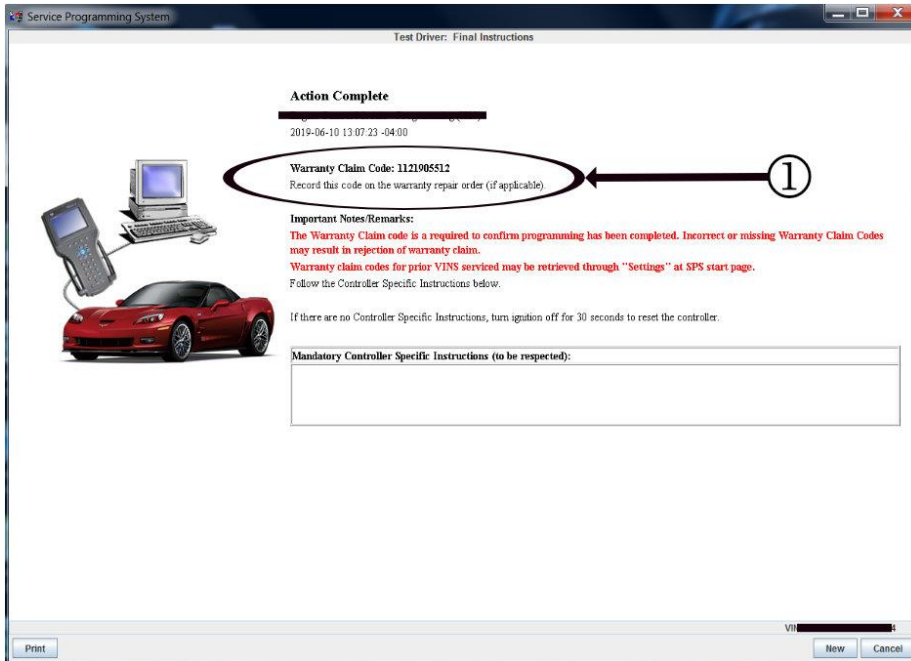 Service Programming System
Test Driver: Final Instructions
Action Complete
2019-06-10 13:07:23 -04:00
Warranty Claim Code: 1121905512
Record this code on the warranty repair order (if applicable).
1
Important Notes/Remarks:
The Warranty Claim code is a required to confirm programming has been completed. Incorrect or missing Warranty Claim Codes
may result in rejection of warranty claim.
Warranty claim codes for prior VINS serviced may be retrieved through "Settings" at SPS start page.
Follow the Controller Specific Instructions below.
If there are no Controller Specific Instructions, turn ignition off for 30 seconds to reset the controller.
Mandatory Controller Specific Instructions (to be respected):
VIN 4
Print
New
Cancel